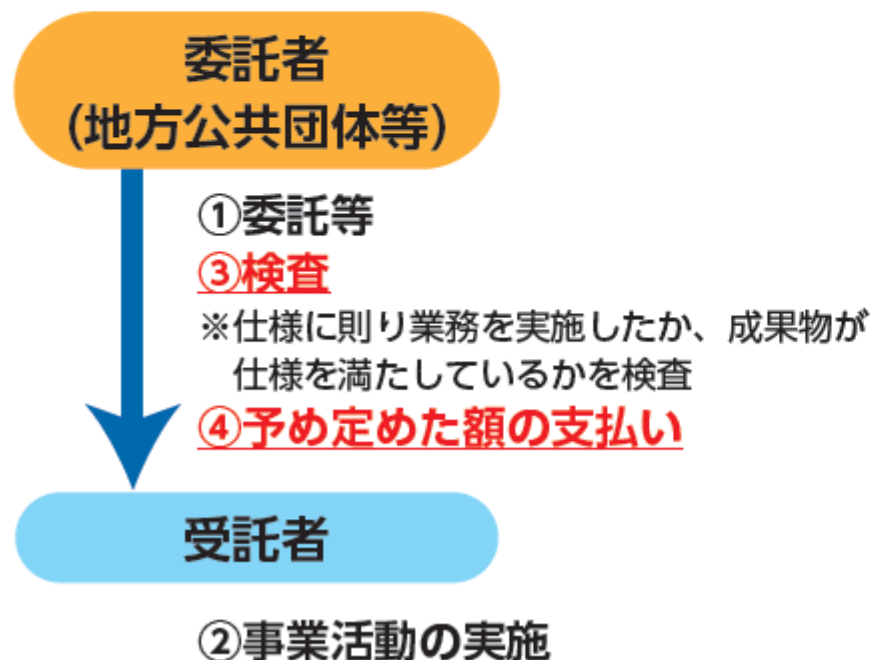 委託者
(地方公共団体等)
①委託等
③検査
※仕様に則り業務を実施したか、成果物が
仕様を満たしているかを検査
④予め定めた額の支払い
受託者
②事業活動の実施